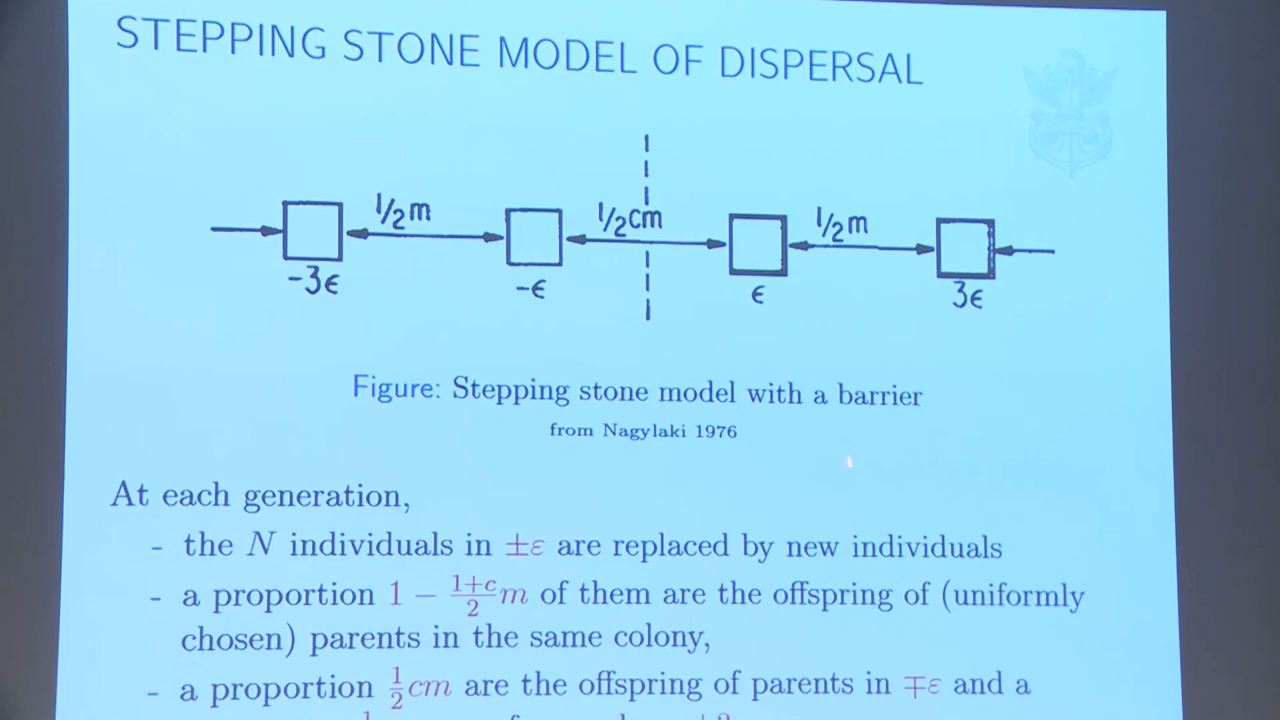 STEPPING STONE MODEL OF DISPERSAL
1/2m 1/2cm 1/2m
-3ϵ -ϵ ϵ 3ϵ
Figure: Stepping stone model with a barrier
from Nagylaki 1976
At each generation,
- the N individuals in ±ε are replaced by new individuals
- a proportion 1 − \frac{1+c}{2}m of them are the offspring of (uniformly
chosen) parents in the same colony,
- a proportion \frac{1}{2}cm are the offspring of parents in ∓ε and a